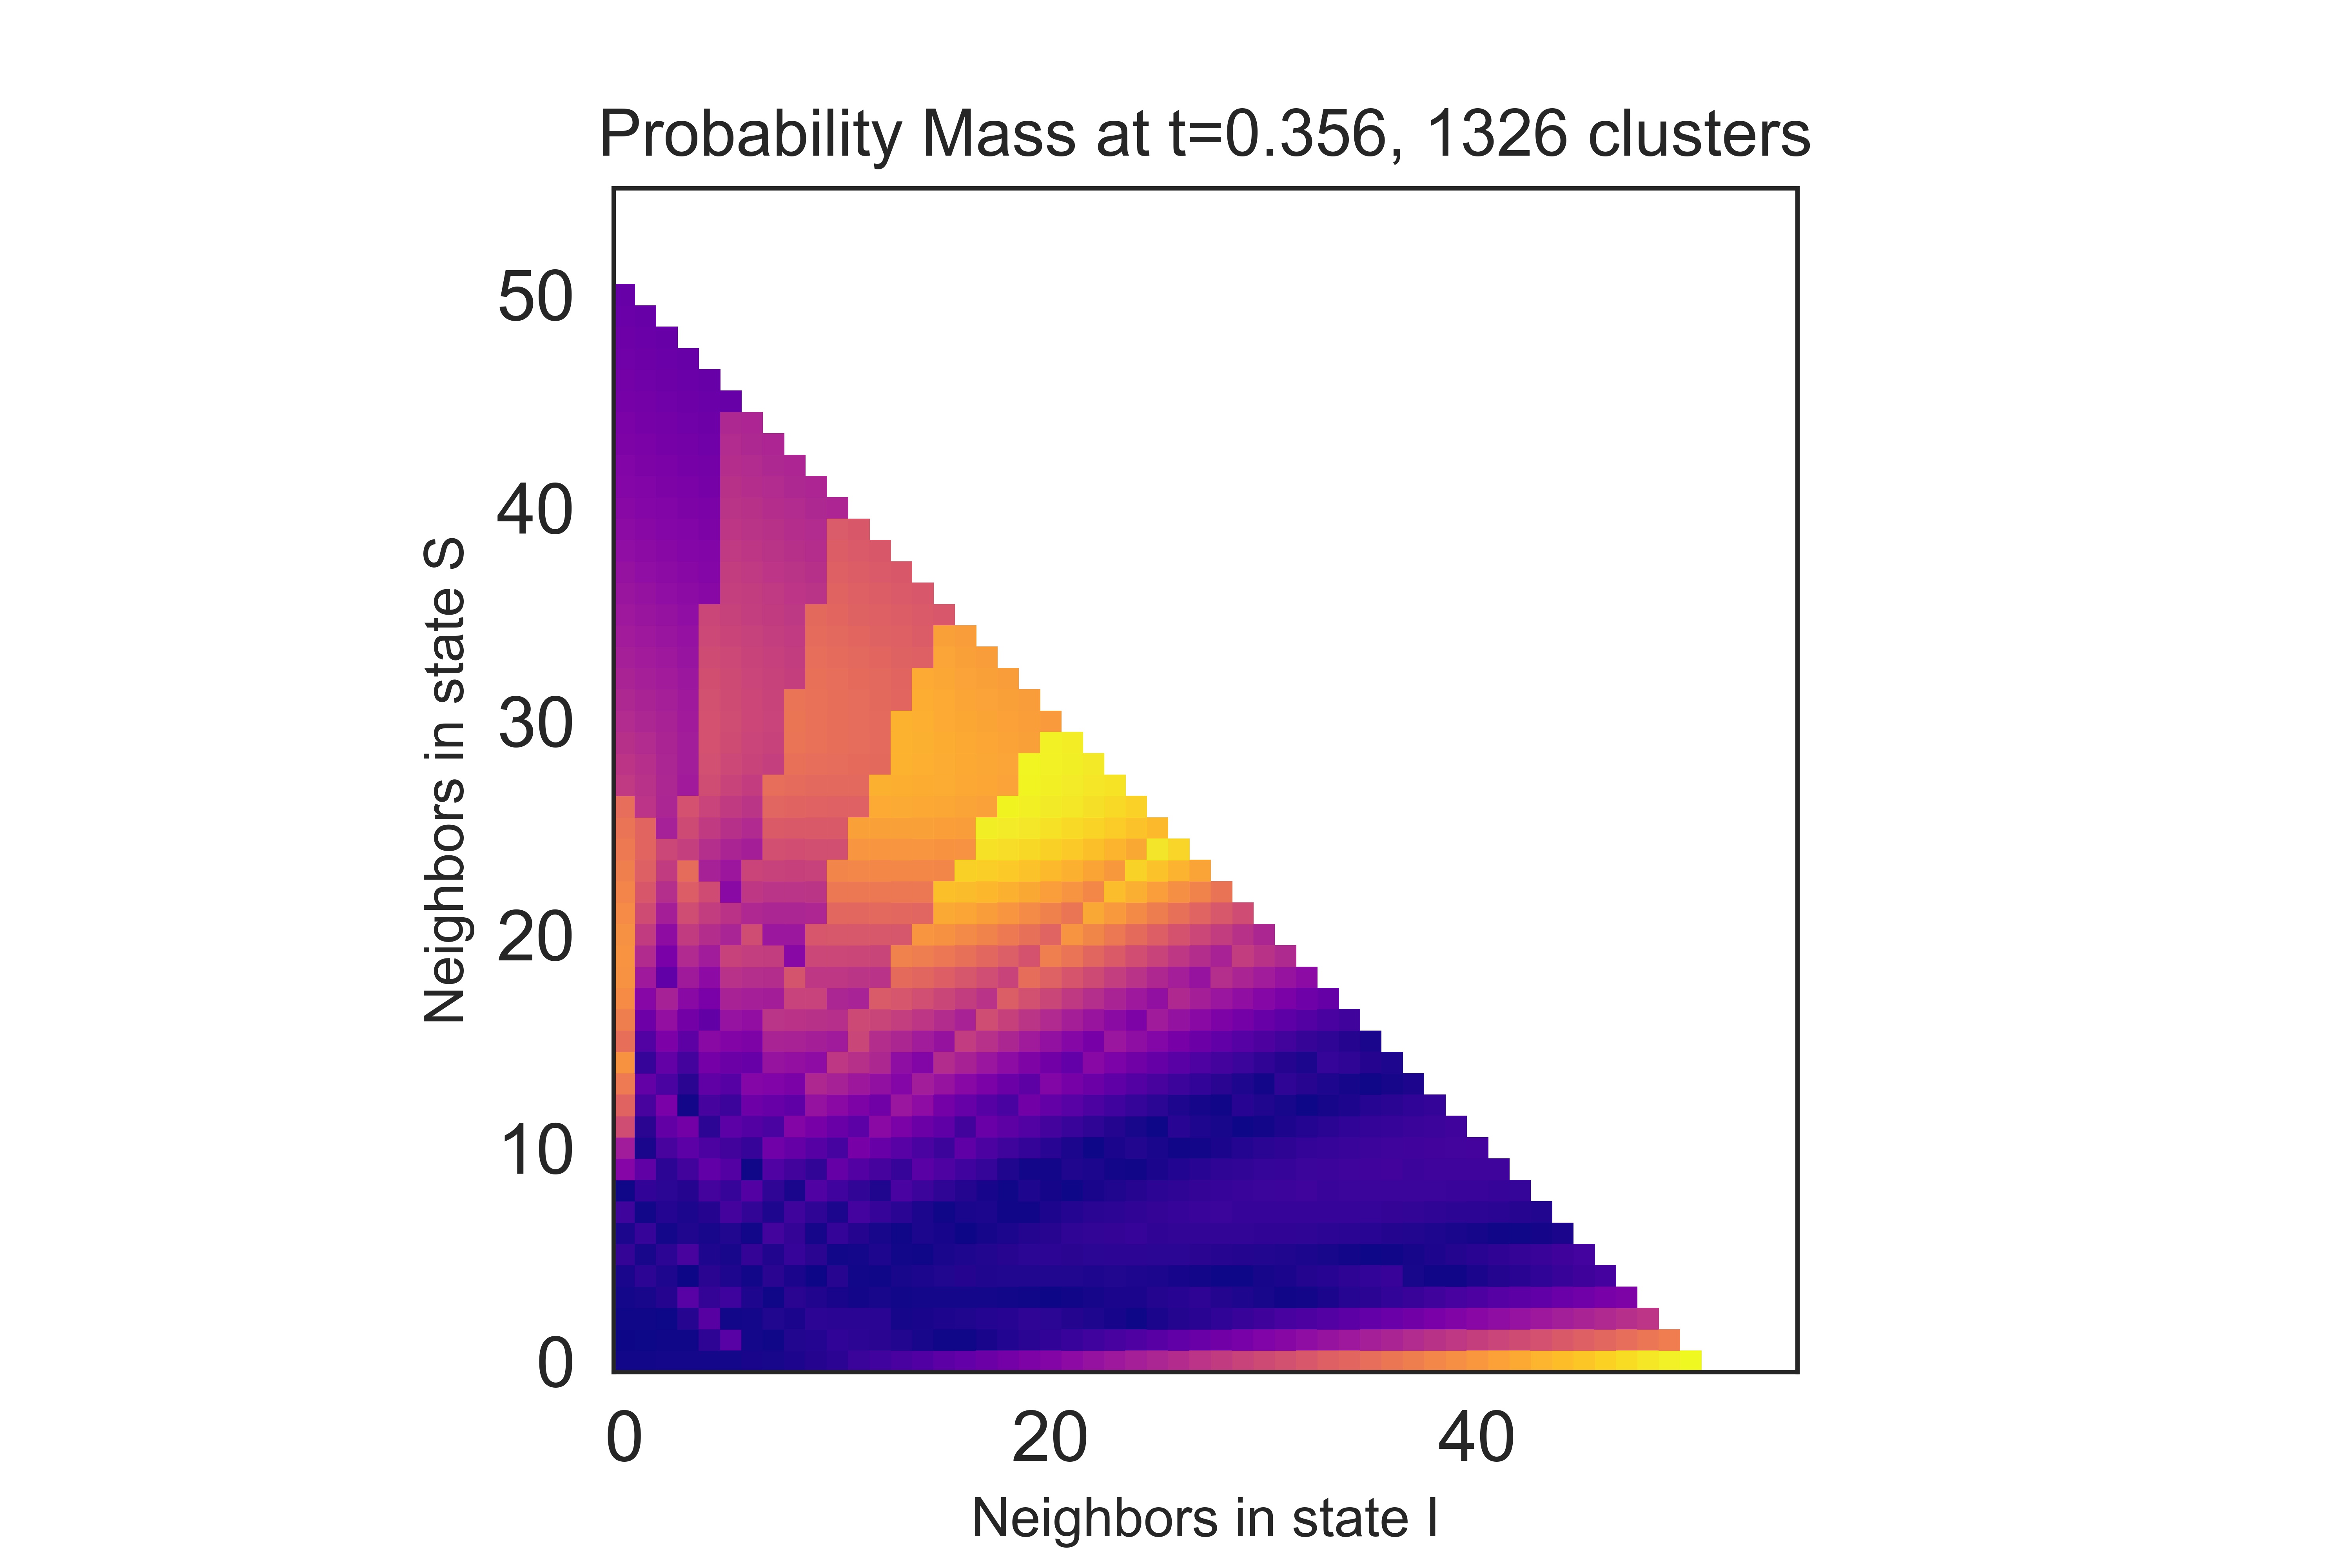 Probability Mass at t=0.356, 1326 clusters
50
40
30
20
10
0
Neighbors in state S
0 20 40
Neighbors in state I